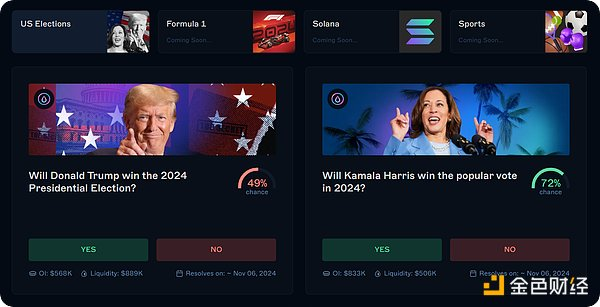 US Elections
Formula 1
Coming Soon...
Solana
Coming Soon...
Sports
Coming Soon...
Will Donald Trump win the 2024
Presidential Election?
49%
chance
YES
NO
OI: $568K
Liquidity: $889K
Resolves on: ~ Nov 06, 2024
Will Kamala Harris win the popular vote
in 2024?
72%
chance
YES
NO
OI: $833K
Liquidity: $506K
Resolves on: ~ Nov 06, 2024
金色财经